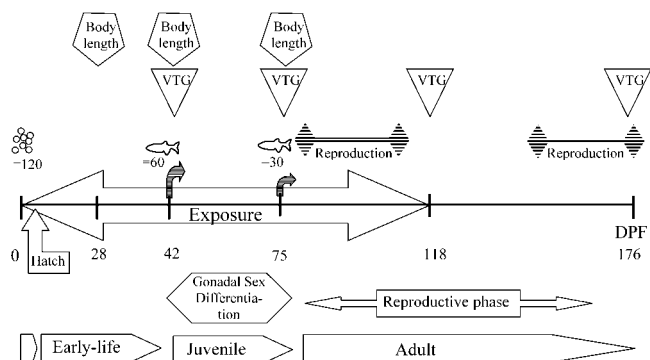 Body length
Body length
Body length
VTG
VTG
VTG
VTG
=120
=60
=30
Reproduction
Reproduction
Exposure
DPF
0
Hatch
28
42
75
118
176
Gonadal Sex
Differentia-
tion
Reproductive phase
Early-life
Juvenile
Adult